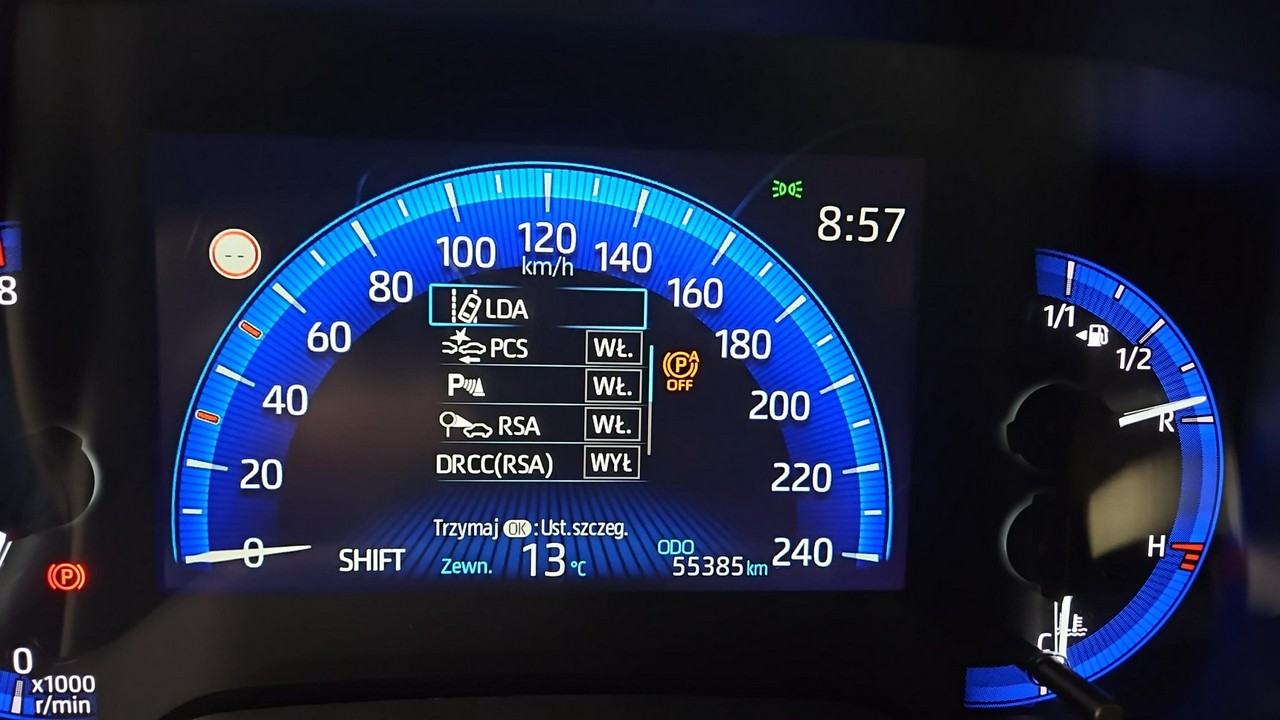 8:57
--
100 120 140
km/h
80 160
60 180
40 200
20 220
0 240
LDA
PCS WŁ.
P WŁ.
RSA WŁ.
DRCC(RSA) WYŁ
P A
OFF
Trzymaj OK : Ust.szczeg.
SHIFT
Zewn. 13 °C
ODO
55385 km
8
P
0
x1000
r/min
1/1
1/2
R
H
C